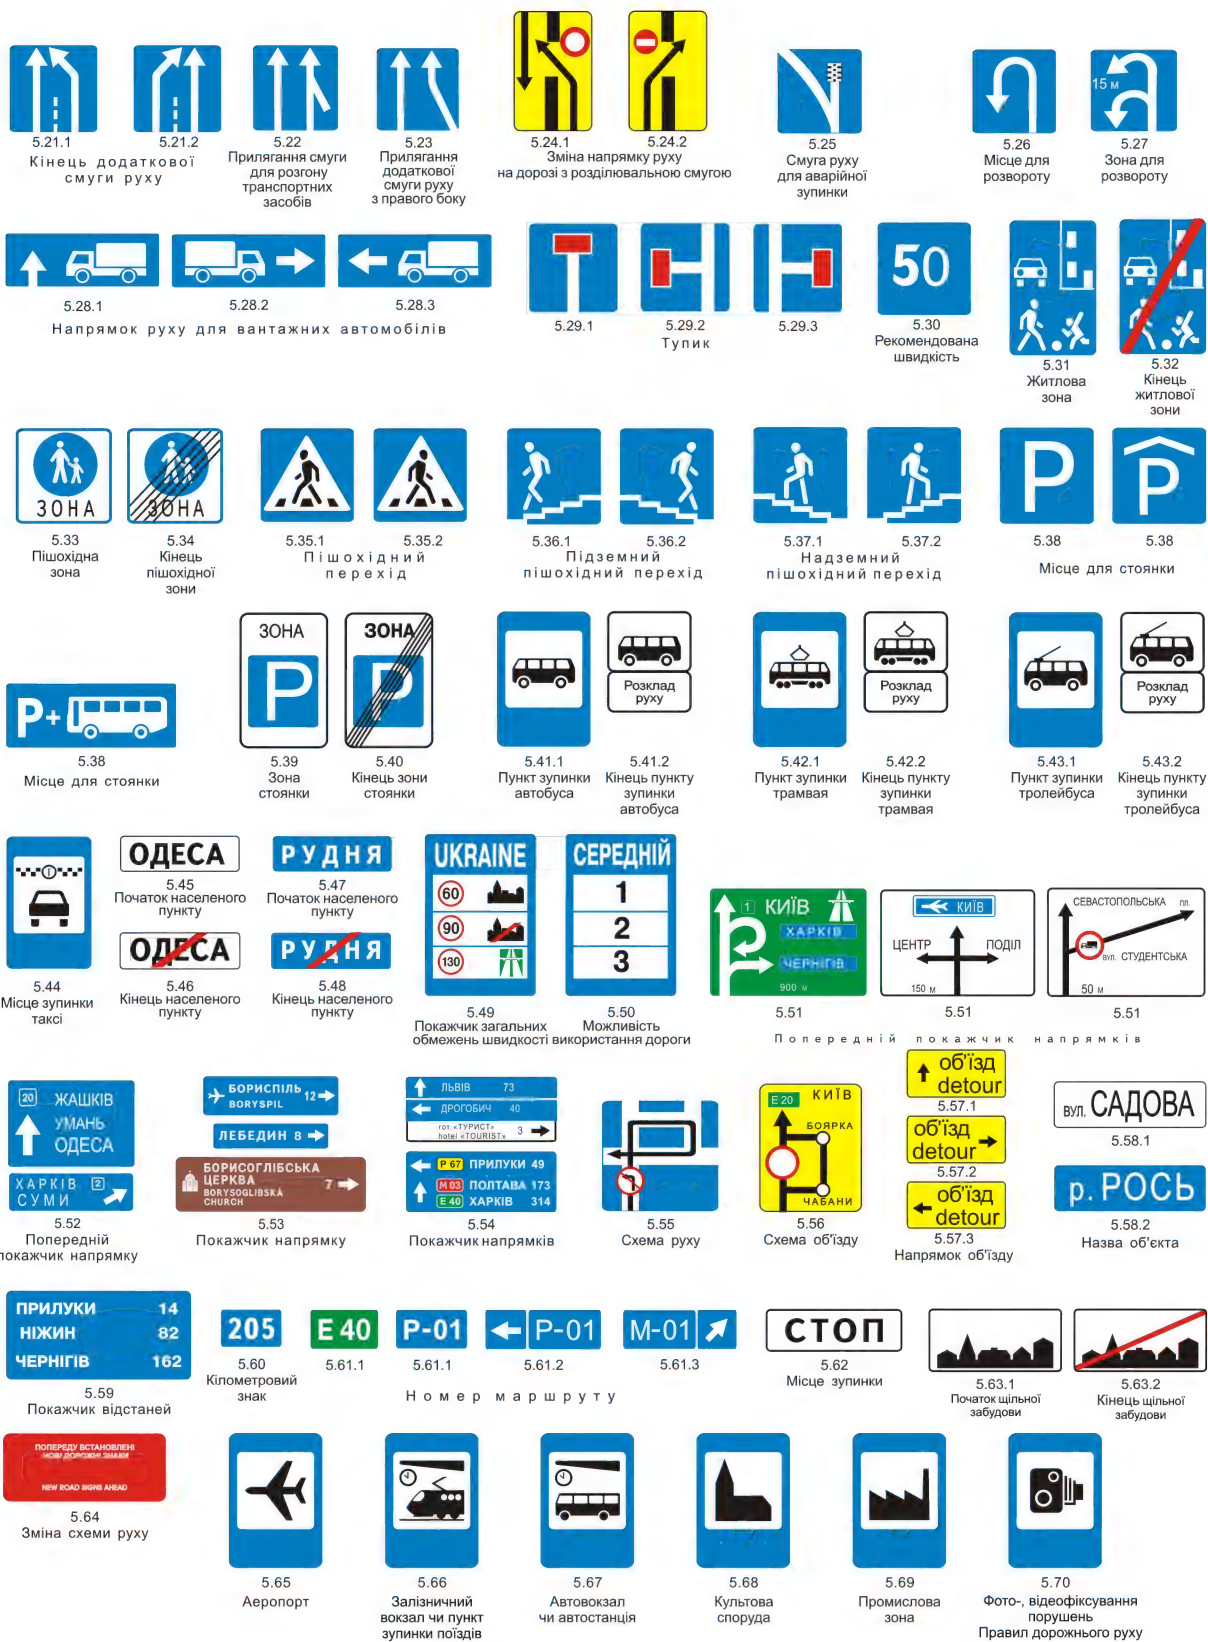 5.21.1
5.21.2
Кінець додаткової
смуги руху
5.22
Прилягання смуги
для розгону
транспортних
засобів
5.23
Прилягання
додаткової
смуги руху
з правого боку
5.24.1
5.24.2
Зміна напрямку руху
на дорозі з розділювальною смугою
5.25
Смуга руху
для аварійної
зупинки
5.26
Місце для
розвороту
15 м
5.27
Зона для
розвороту
5.28.1
5.28.2
5.28.3
Напрямок руху для вантажних автомобілів
5.29.1
5.29.2
5.29.3
Тупик
50
5.30
Рекомендована
швидкість
5.31
Житлова
зона
5.32
Кінець
житлової
зони
ЗОНА
5.33
Пішохідна
зона
ЗОНА
5.34
Кінець
пішохідної
зони
5.35.1
5.35.2
Пішохідний
перехід
5.36.1
5.36.2
Підземний
пішохідний перехід
5.37.1
5.37.2
Надземний
пішохідний перехід
P
5.38
P
5.38
Місце для стоянки
P+
5.38
Місце для стоянки
ЗОНА
P
5.39
Зона
стоянки
ЗОНА
P
5.40
Кінець зони
стоянки
5.41.1
Пункт зупинки
автобуса
Розклад
руху
5.41.2
Кінець пункту
зупинки
автобуса
5.42.1
Пункт зупинки
трамвая
Розклад
руху
5.42.2
Кінець пункту
зупинки
трамвая
5.43.1
Пункт зупинки
тролейбуса
Розклад
руху
5.43.2
Кінець пункту
зупинки
тролейбуса
5.44
Місце зупинки
таксі
ОДЕСА
5.45
Початок населеного
пункту
ОДЕСА
5.46
Кінець населеного
пункту
РУДНЯ
5.47
Початок населеного
пункту
РУДНЯ
5.48
Кінець населеного
пункту
UKRAINE
60
90
130
5.49
Покажчик загальних
обмежень швидкості
СЕРЕДНІЙ
1
2
3
5.50
Можливість
використання дороги
1 КИЇВ
ХАРКІВ
ЧЕРНІГІВ
900 м
5.51
КИЇВ
ЦЕНТР ПОДІЛ
150 м
5.51
СЕВАСТОПОЛЬСЬКА пл.
вул. СТУДЕНТСЬКА
50 м
5.51
Попередній покажчик напрямків
20 ЖАШКІВ
УМАНЬ
ОДЕСА
ХАРКІВ 2
СУМИ
5.52
Попередній
покажчик напрямку
БОРИСПІЛЬ 12
BORYSPIL
ЛЕБЕДИН 8
БОРИСОГЛІБСЬКА
ЦЕРКВА 7
BORYSOGLIBSKA
CHURCH
5.53
Покажчик напрямку
ЛЬВІВ 73
ДРОГОБИЧ 40
гот. «ТУРИСТ» 3
hotel «TOURIST»
P 67 ПРИЛУКИ 49
M 03 ПОЛТАВА 173
E 40 ХАРКІВ 314
5.54
Покажчик напрямків
5.55
Схема руху
КИЇВ
E 20
БОЯРКА
ЧАБАНИ
5.56
Схема об'їзду
об'їзд
detour
5.57.1
об'їзд
detour
5.57.2
об'їзд
detour
5.57.3
Напрямок об'їзду
вул. САДОВА
5.58.1
р. РОСЬ
5.58.2
Назва об'єкта
ПРИЛУКИ 14
НІЖИН 82
ЧЕРНІГІВ 162
5.59
Покажчик відстаней
205
5.60
Кілометровий
знак
E 40
5.61.1
P-01
5.61.1
P-01
5.61.2
M-01
5.61.3
Номер маршруту
СТОП
5.62
Місце зупинки
5.63.1
Початок щільної
забудови
5.63.2
Кінець щільної
забудови
ПОПЕРЕДУ ВСТАНОВЛЕНІ
НОВІ ДОРОЖНІ ЗНАКИ
NEW ROAD SIGNS AHEAD
5.64
Зміна схеми руху
5.65
Аеропорт
5.66
Залізничний
вокзал чи пункт
зупинки поїздів
5.67
Автовокзал
чи автостанція
5.68
Культова
споруда
5.69
Промислова
зона
5.70
Фото-, відеофіксування
порушень
Правил дорожнього руху